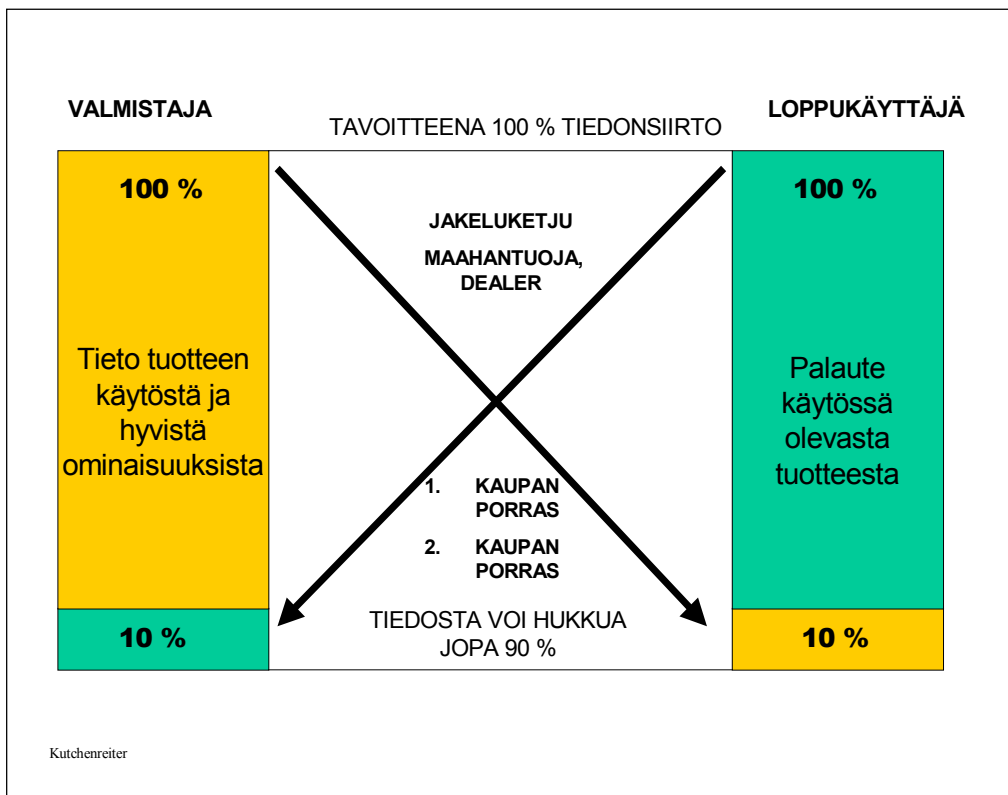 VALMISTAJA
TAVOITTEENA 100 % TIEDONSIIRTO
LOPPUKÄYTTÄJÄ
100 %
Tieto tuotteen
käytöstä ja
hyvistä
ominaisuuksista
10 %
JAKELUKETJU
MAAHANTUOJA,
DEALER
1. KAUPAN
PORRAS
2. KAUPAN
PORRAS
TIEDOSTA VOI HUKKUA
JOPA 90 %
100 %
Palaute
käytössä
olevasta
tuotteesta
10 %
Kutchenreiter